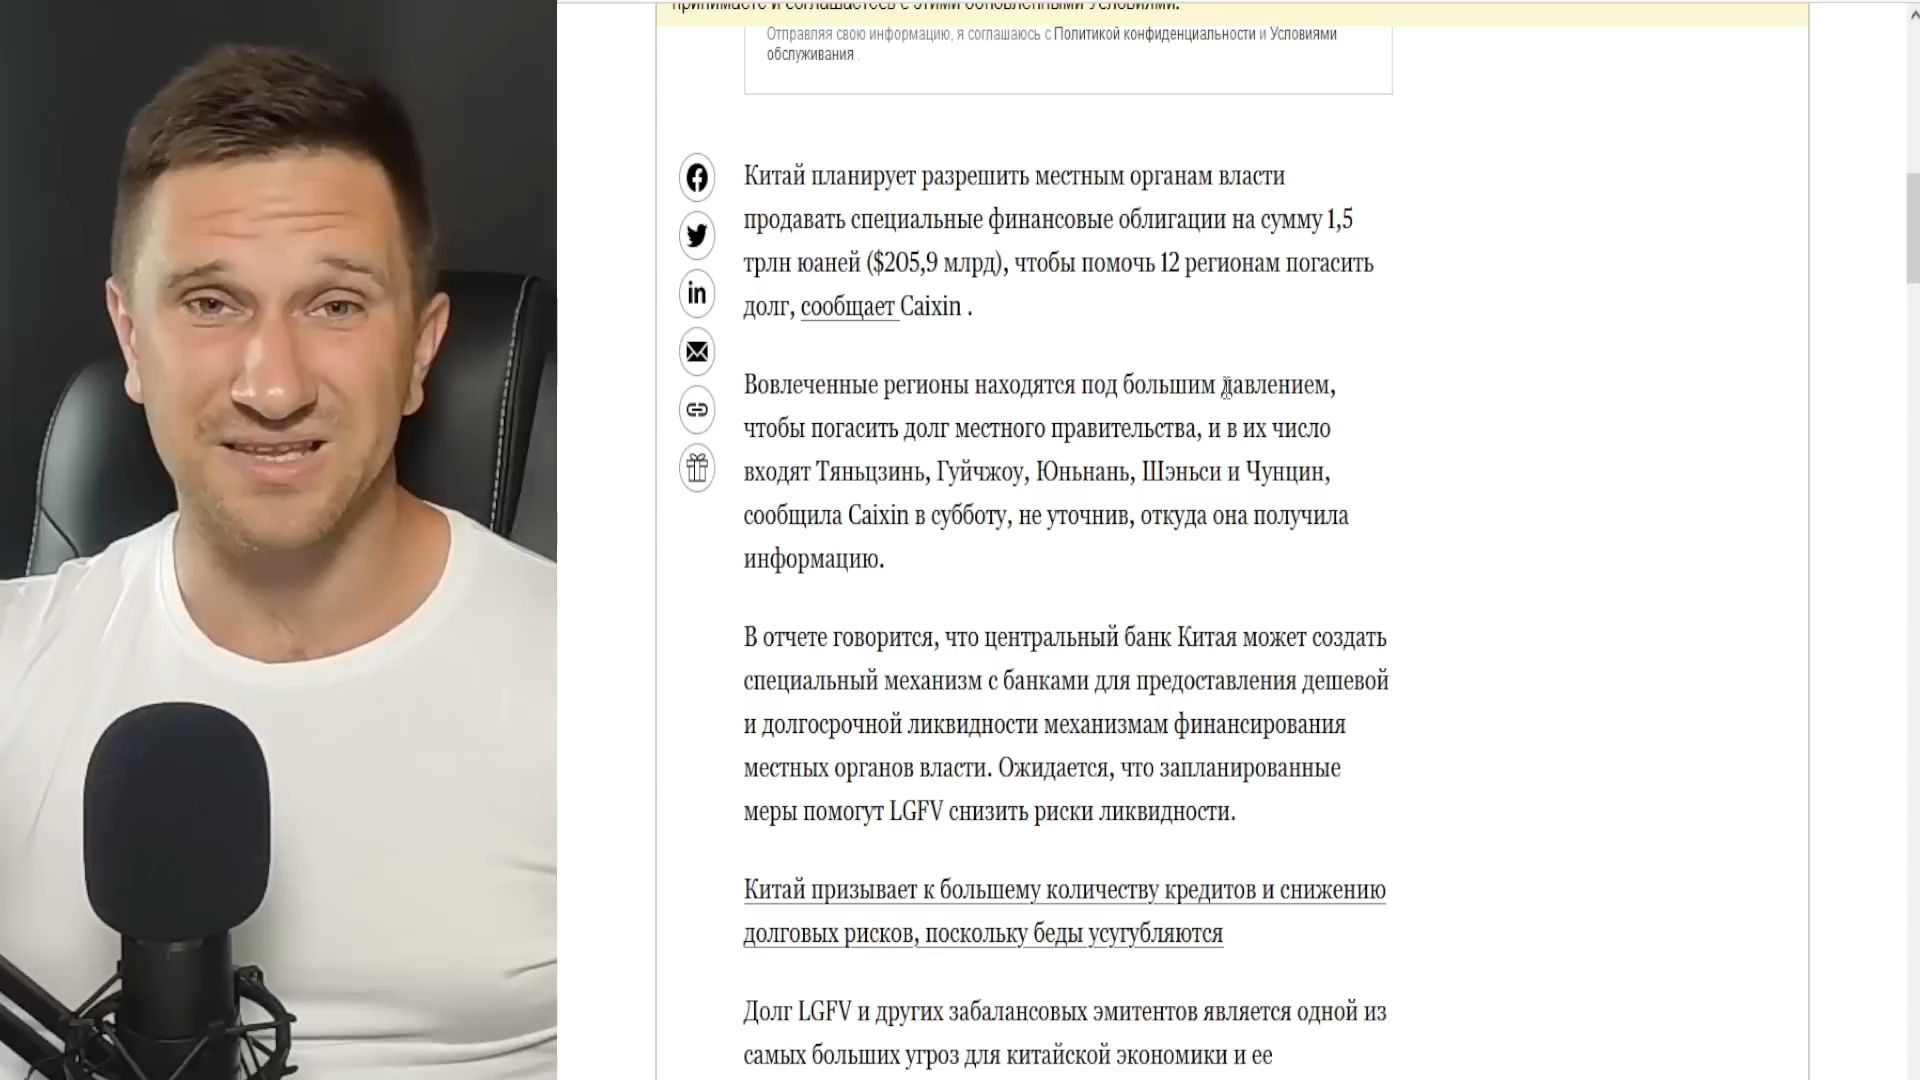 принимаете и соглашаетесь с этими обновленными Условиями.
Отправляя свою информацию, я соглашаюсь с Политикой конфиденциальности и Условиями
обслуживания .
Китай планирует разрешить местным органам власти
продавать специальные финансовые облигации на сумму 1,5
трлн юаней ($205,9 млрд), чтобы помочь 12 регионам погасить
долг, сообщает Caixin .
Вовлеченные регионы находятся под большим давлением,
чтобы погасить долг местного правительства, и в их число
входят Тяньцзинь, Гуйчжоу, Юньнань, Шэньси и Чунцин,
сообщила Caixin в субботу, не уточнив, откуда она получила
информацию.
В отчете говорится, что центральный банк Китая может создать
специальный механизм с банками для предоставления дешевой
и долгосрочной ликвидности механизмам финансирования
местных органов власти. Ожидается, что запланированные
меры помогут LGFV снизить риски ликвидности.
Китай призывает к большему количеству кредитов и снижению
долговых рисков, поскольку беды усугубляются
Долг LGFV и других забалансовых эмитентов является одной из
самых больших угроз для китайской экономики и ее